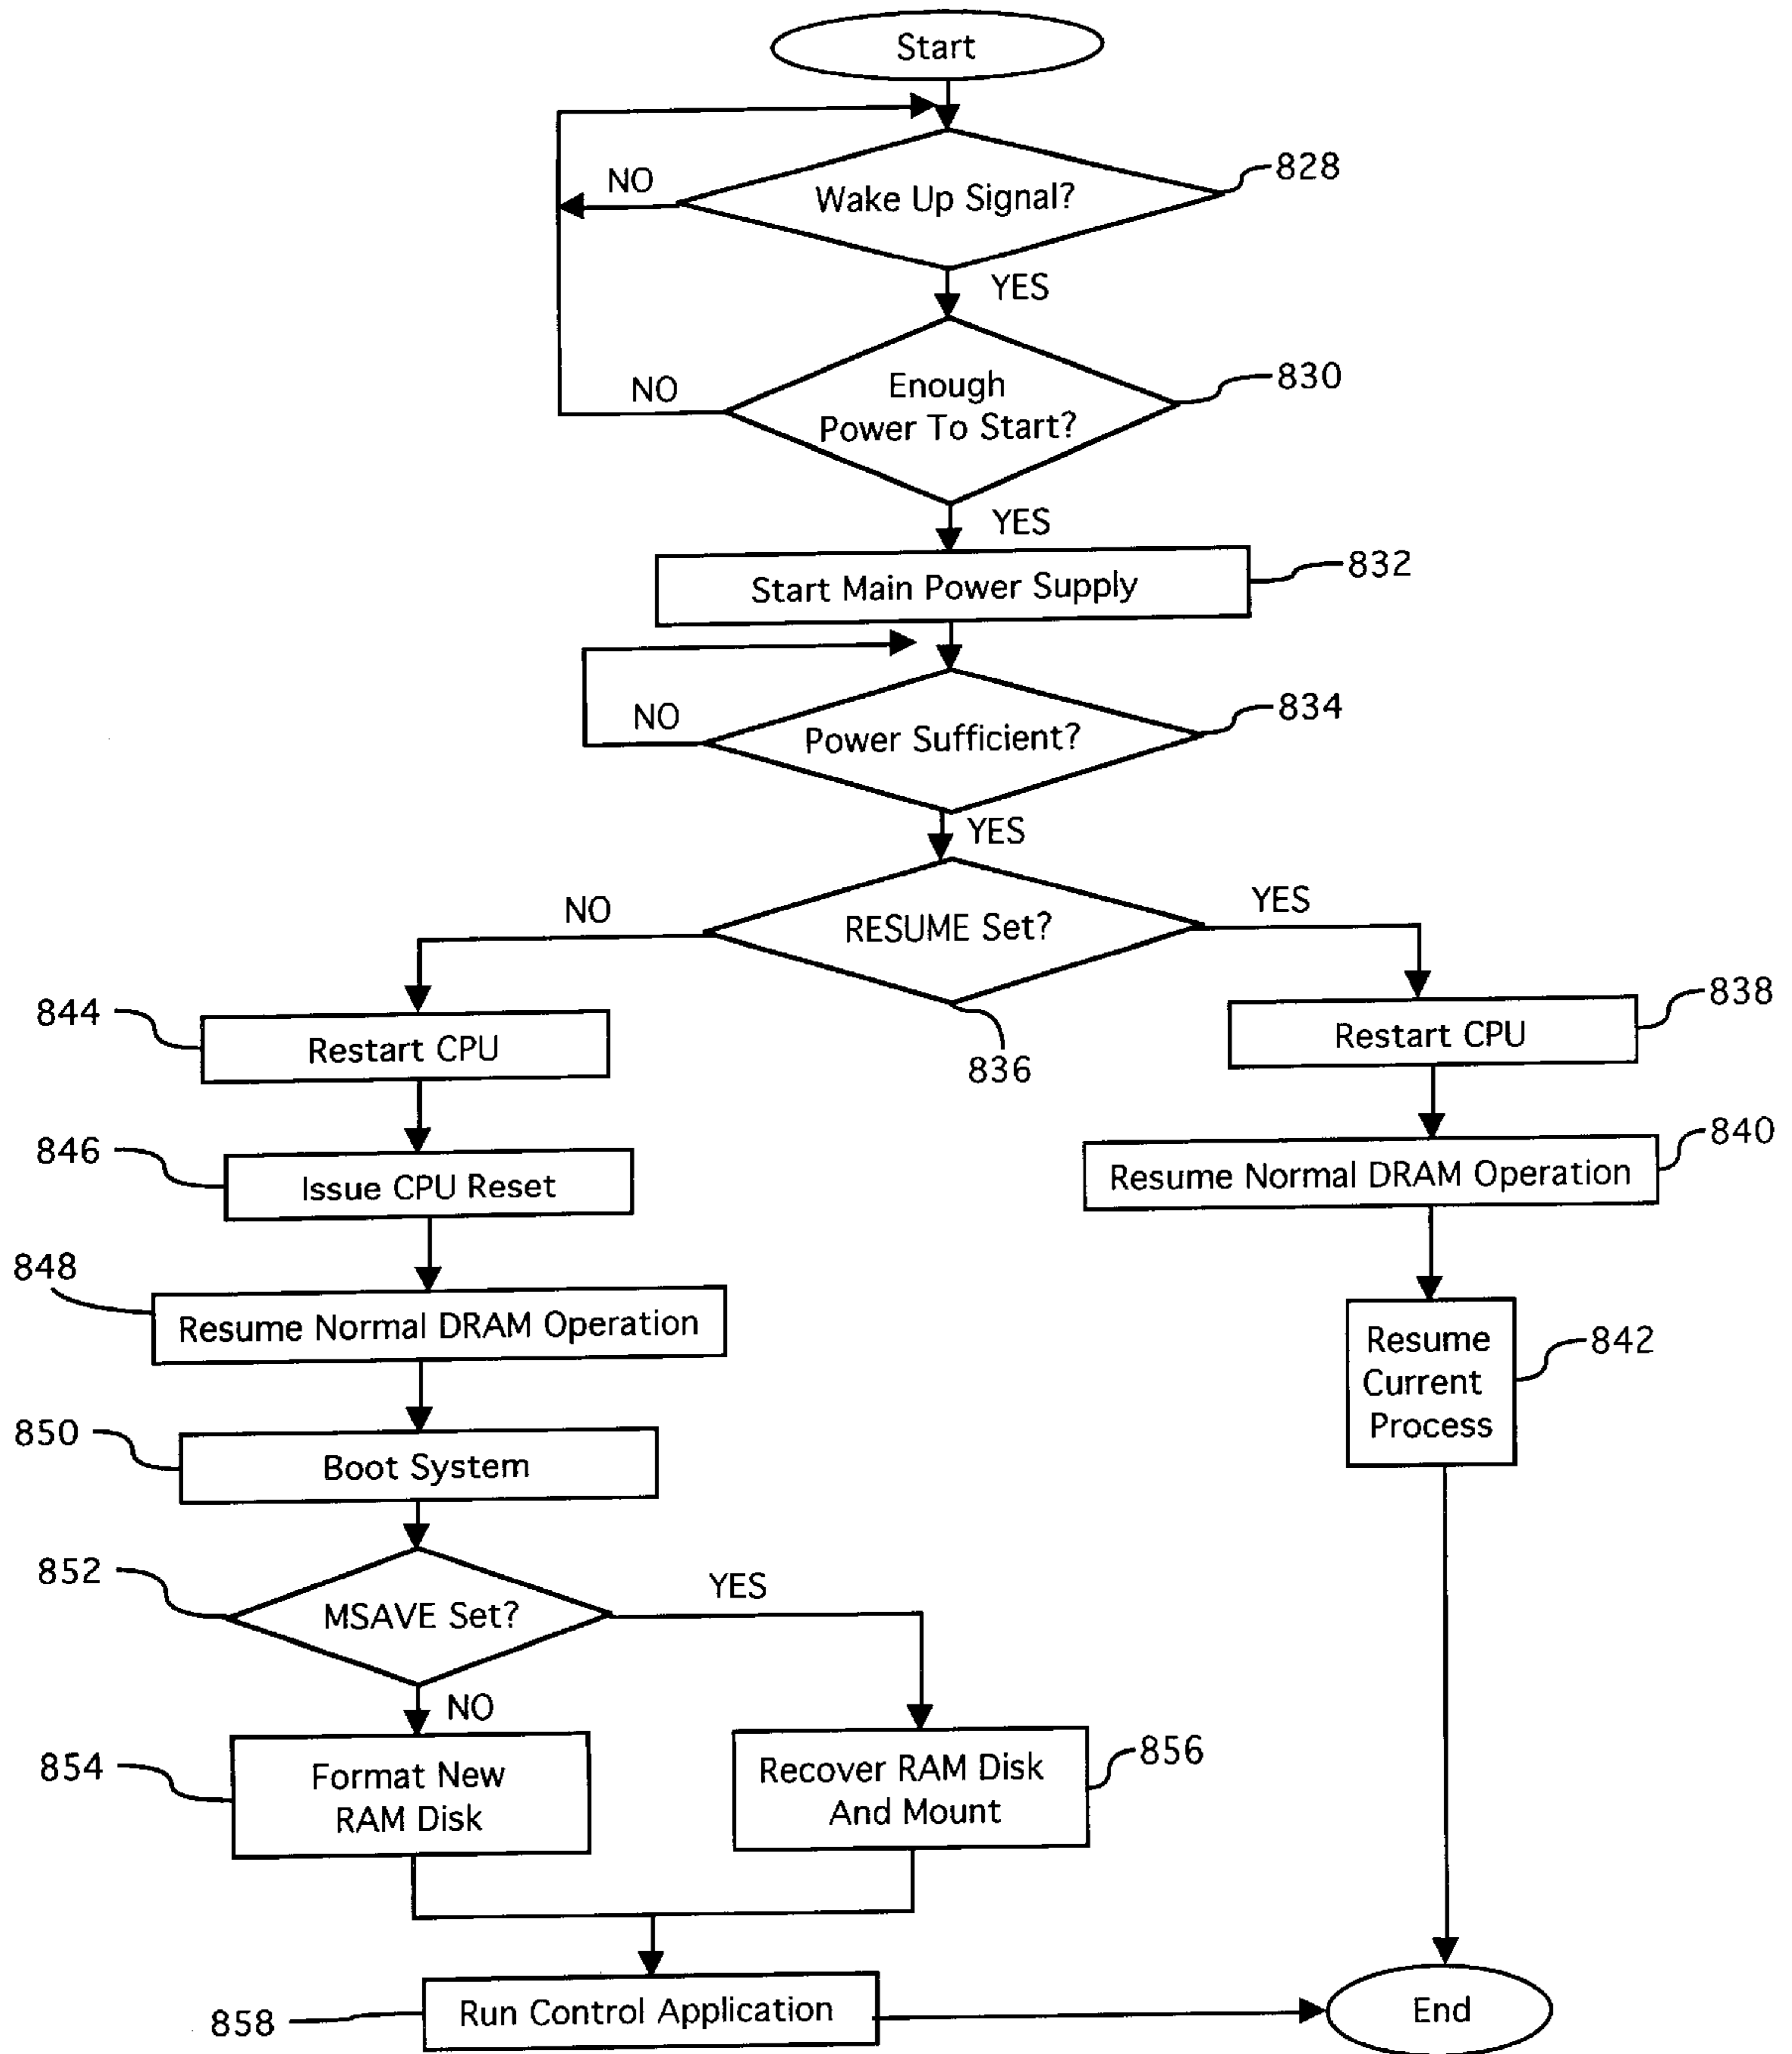 Start
NO
Wake Up Signal?
828
YES
NO
Enough
Power To Start?
830
YES
Start Main Power Supply
832
NO
Power Sufficient?
834
YES
NO
RESUME Set?
YES
836
844
Restart CPU
838
Restart CPU
846
Issue CPU Reset
840
Resume Normal DRAM Operation
848
Resume Normal DRAM Operation
842
Resume
Current
Process
850
Boot System
852
MSAVE Set?
YES
NO
854
Format New
RAM Disk
Recover RAM Disk
And Mount
856
858
Run Control Application
End